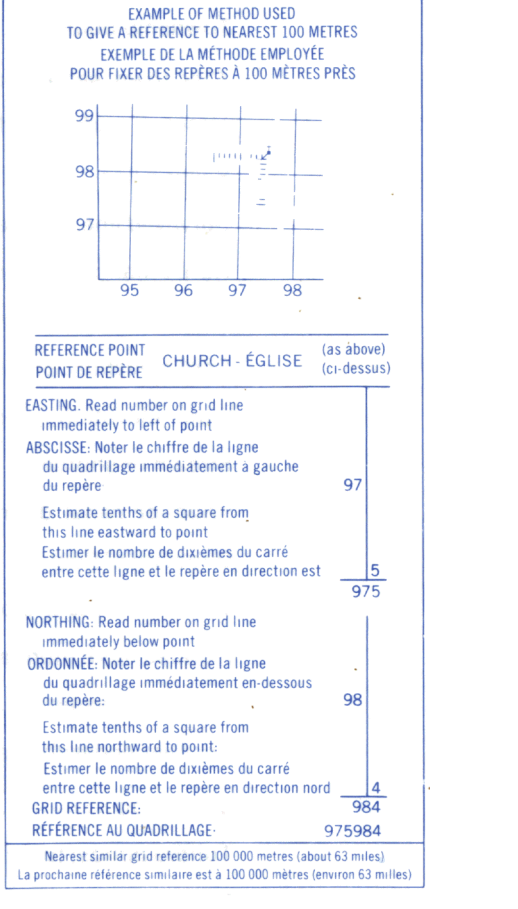 EXAMPLE OF METHOD USED
TO GIVE A REFERENCE TO NEAREST 100 METRES
EXEMPLE DE LA MÉTHODE EMPLOYÉE
POUR FIXER DES REPÈRES À 100 MÈTRES PRÈS
99
98
97
95 96 97 98
REFERENCE POINT
POINT DE REPÈRE
CHURCH - ÉGLISE
(as above)
(ci-dessus)
EASTING. Read number on grid line
immediately to left of point
ABSCISSE: Noter le chiffre de la ligne
du quadrillage immédiatement à gauche
du repère 97
Estimate tenths of a square from
this line eastward to point
Estimer le nombre de dixièmes du carré
entre cette ligne et le repère en direction est 5
975
NORTHING: Read number on grid line
immediately below point
ORDONNÉE: Noter le chiffre de la ligne
du quadrillage immédiatement en-dessous
du repère: 98
Estimate tenths of a square from
this line northward to point:
Estimer le nombre de dixièmes du carré
entre cette ligne et le repère en direction nord 4
GRID REFERENCE: 984
RÉFÉRENCE AU QUADRILLAGE- 975984
Nearest similar grid reference 100 000 metres (about 63 miles)
La prochaine référence similaire est à 100 000 mètres (environ 63 milles)